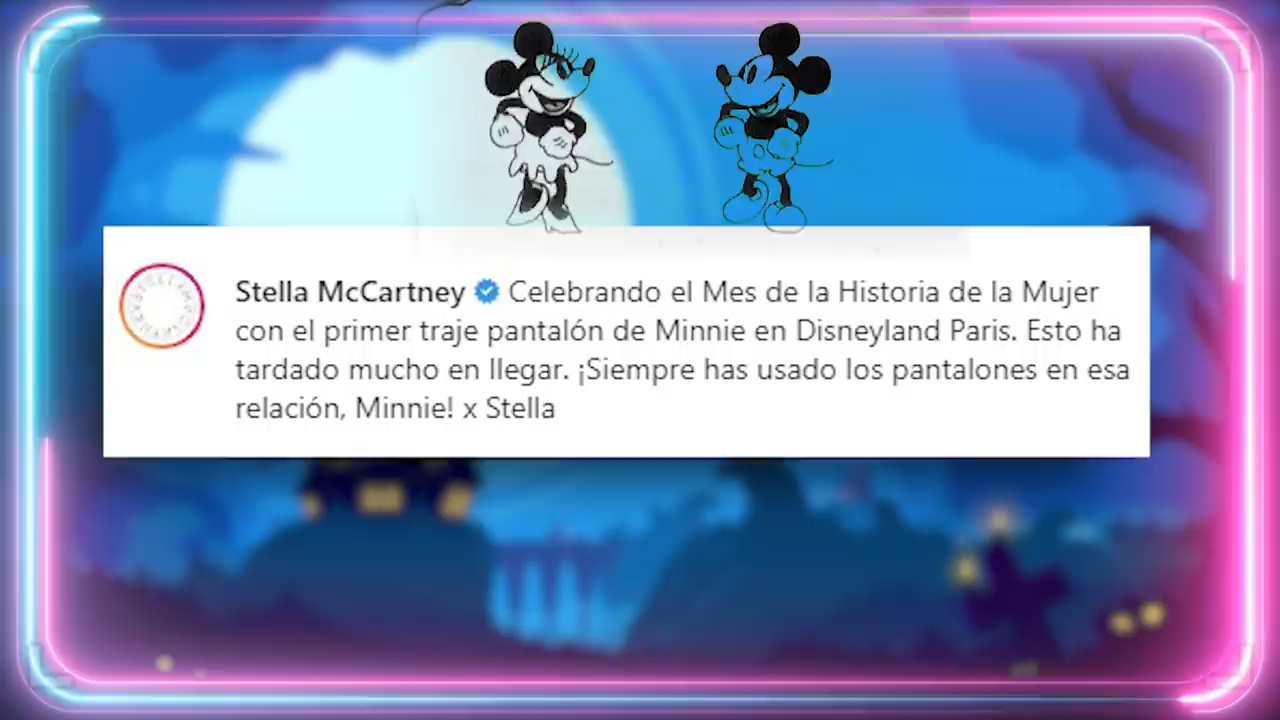 Stella McCartney Celebrando el Mes de la Historia de la Mujer
con el primer traje pantalón de Minnie en Disneyland Paris. Esto ha
tardado mucho en llegar. ¡Siempre has usado los pantalones en esa
relación, Minnie! x Stella